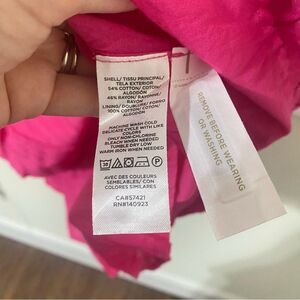 SHELL/ TISSU PRINCIPAL/
TELA EXTERIOR
54% COTTON/ COTON/
ALGODÓN
46% RAYON/ RAYONNE/
RAYON
LINING/ DOUBLURE/ FORRO
100% COTTON/ COTON/
ALGODÓN
MACHINE WASH COLD
DELICATE CYCLE WITH LIKE
COLORS
ONLY NON-CHLORINE
BLEACH WHEN NEEDED
TUMBLE DRY LOW
WARM IRON WHEN NEEDED
AVEC DES COULEURS
SEMBLABLES/ CON
COLORES SIMILARES
CA#57421
RN#140923
REMOVE BEFORE WEARING
OR WASHING